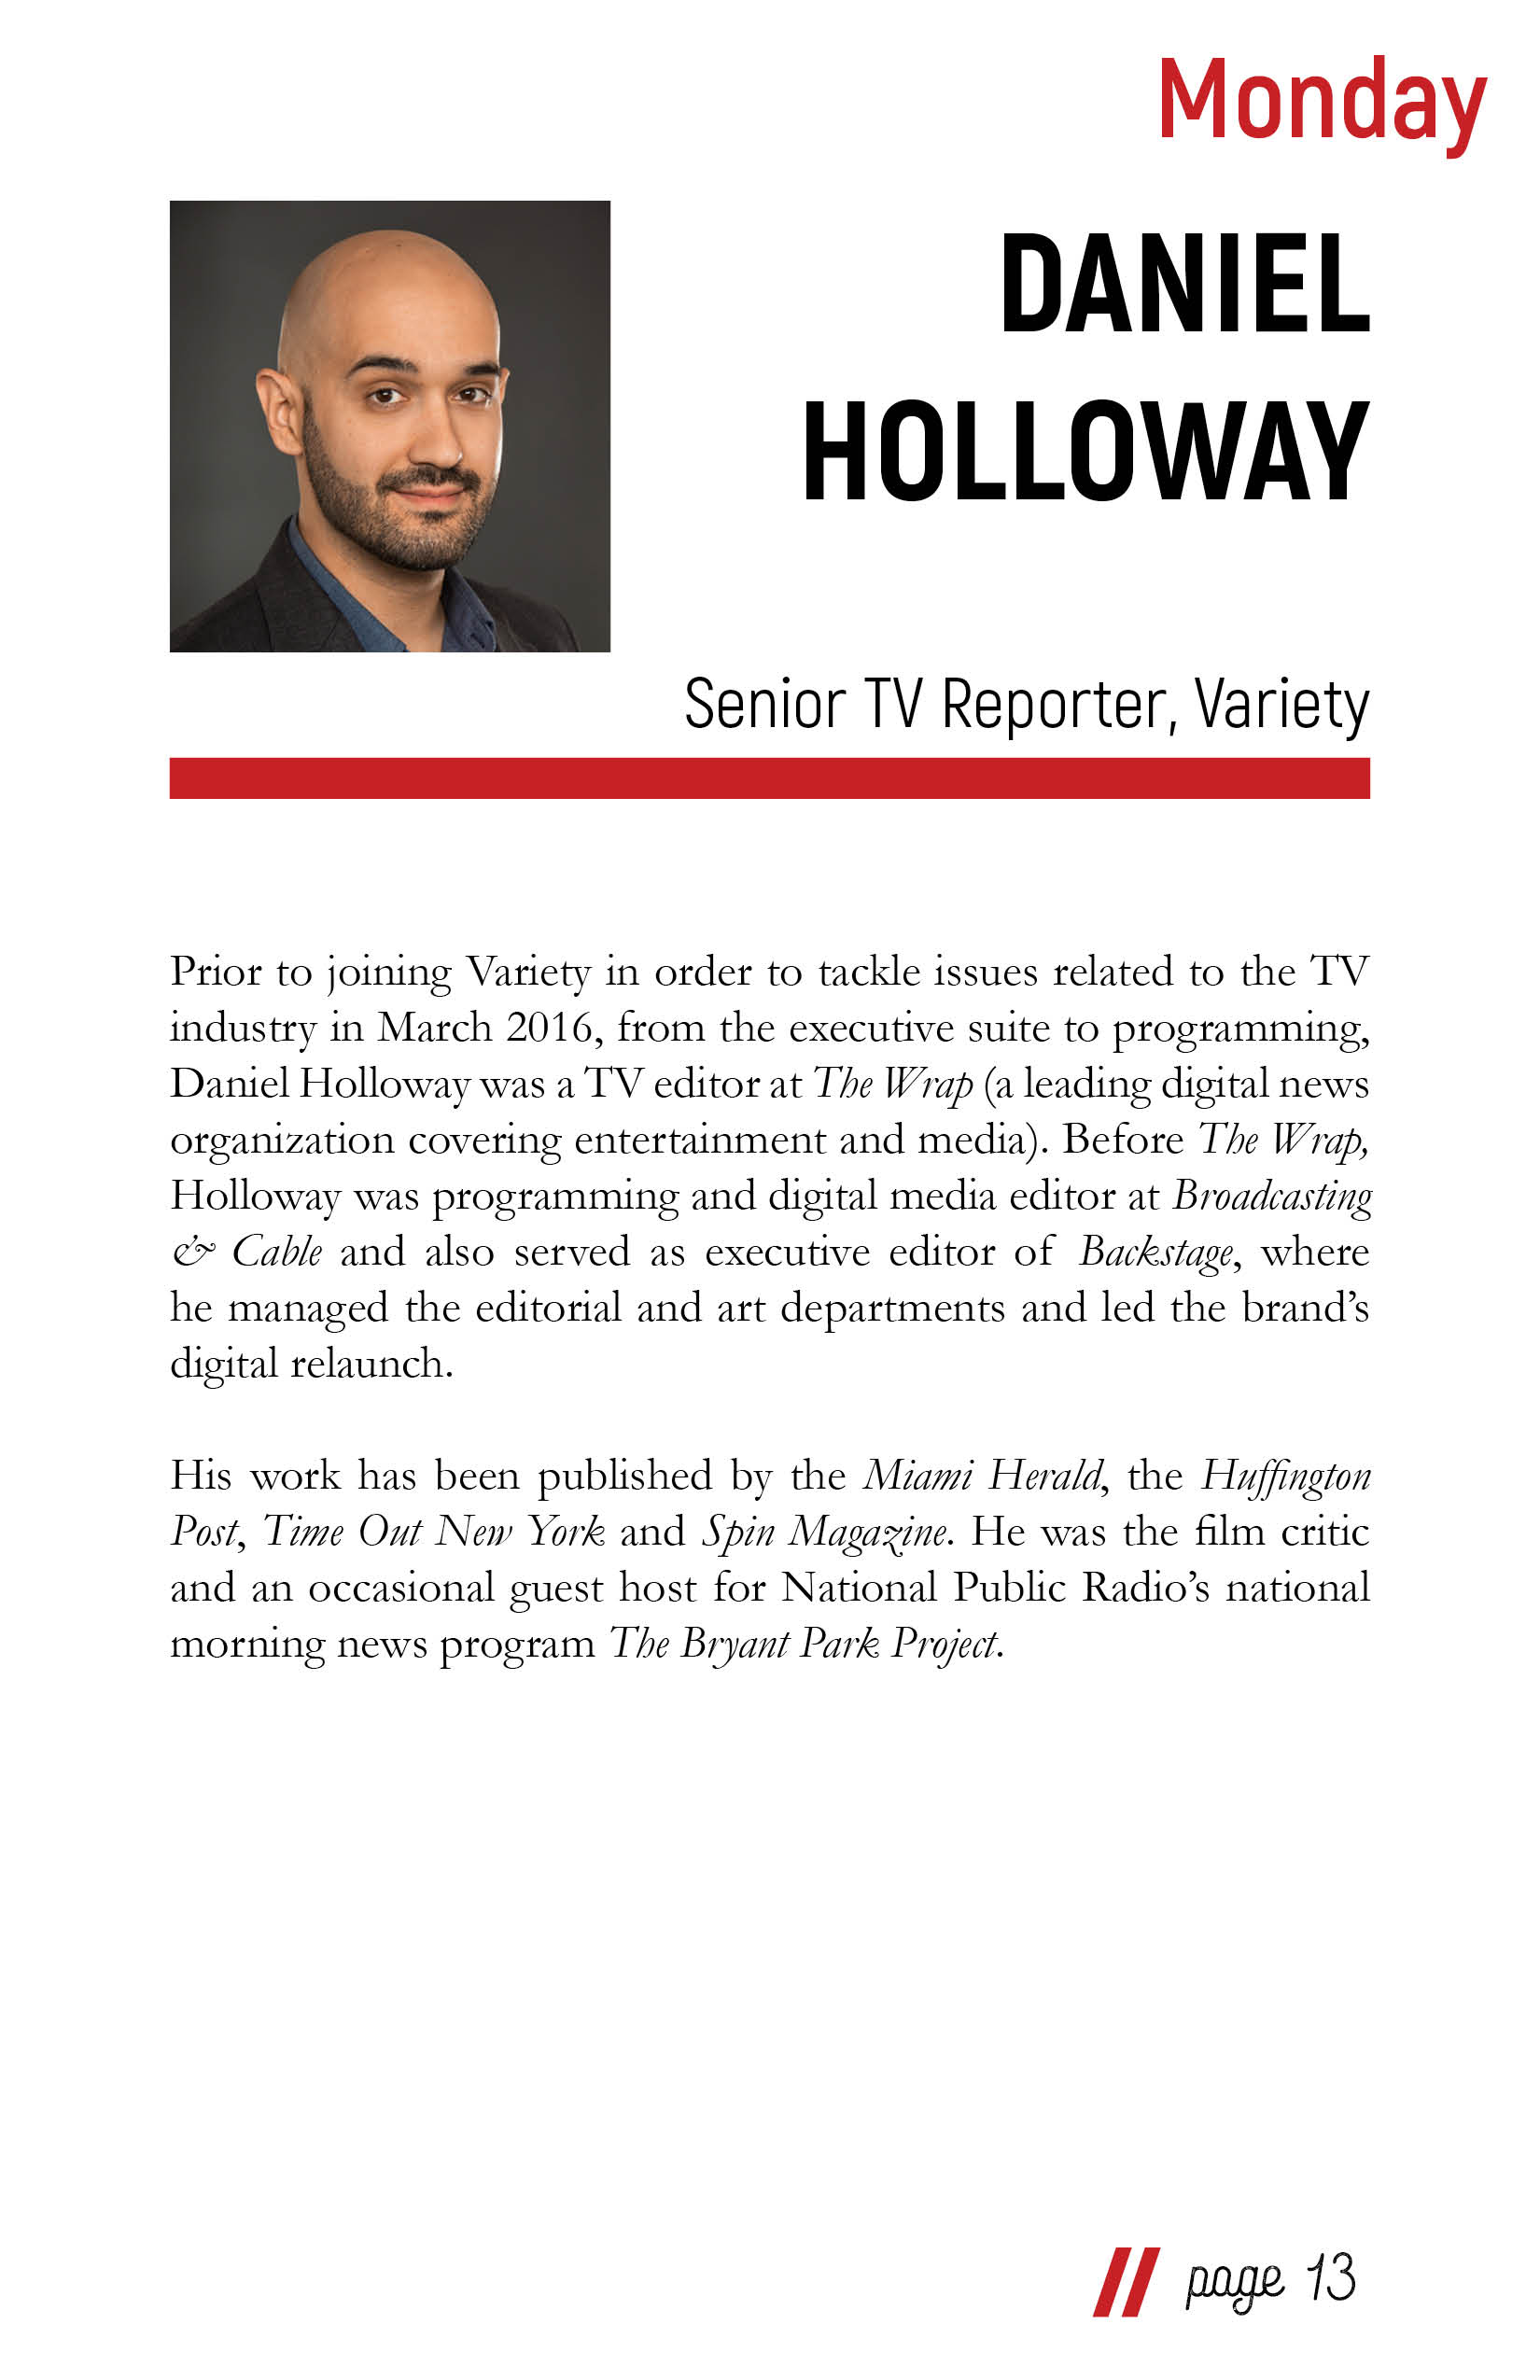 Monday
DANIEL
HOLLOWAY
Senior TV Reporter, Variety
Prior to joining Variety in order to tackle issues related to the TV
industry in March 2016, from the executive suite to programming,
Daniel Holloway was a TV editor at The Wrap (a leading digital news
organization covering entertainment and media). Before The Wrap,
Holloway was programming and digital media editor at Broadcasting
& Cable and also served as executive editor of Backstage, where
he managed the editorial and art departments and led the brand’s
digital relaunch.
His work has been published by the Miami Herald, the Huffington
Post, Time Out New York and Spin Magazine. He was the film critic
and an occasional guest host for National Public Radio’s national
morning news program The Bryant Park Project.
// page 13